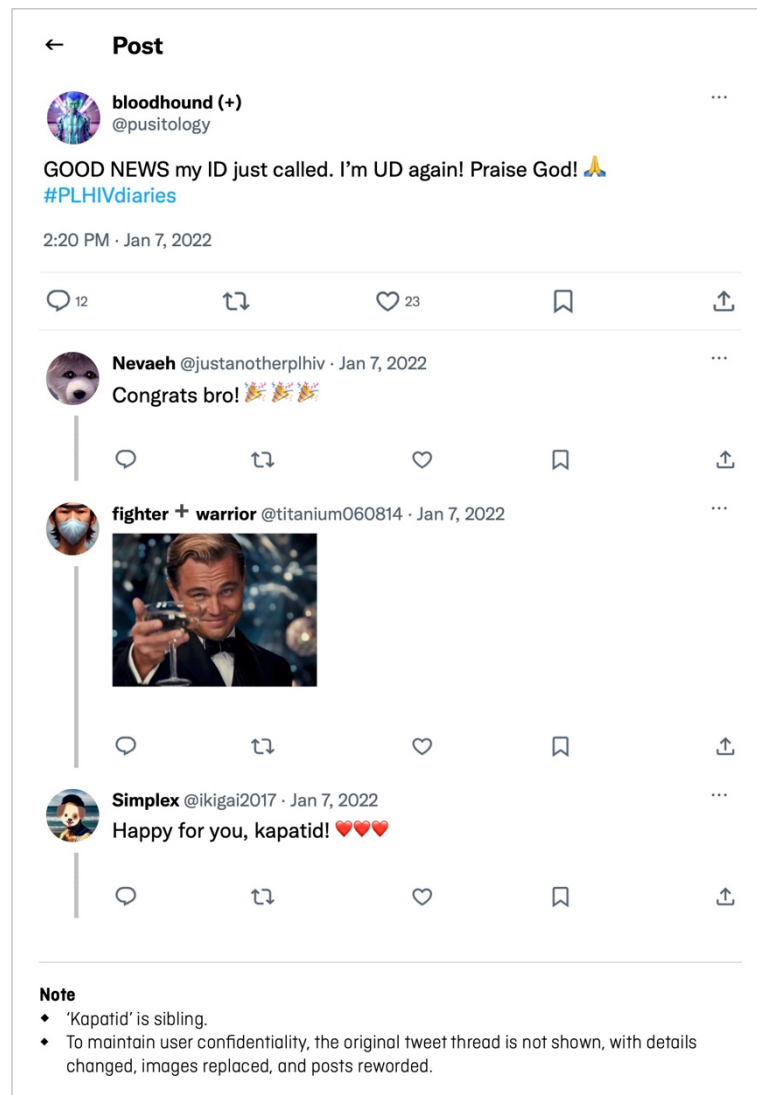 Post
bloodhound (+)
@pusitology
GOOD NEWS my ID just called. I’m UD again! Praise God! 🙏
#PLHIVdiaries
2:20 PM · Jan 7, 2022
12 23
Nevaeh @justanotherplhiv · Jan 7, 2022
Congrats bro! 🎉🎉🎉
fighter ➕ warrior @titanium060814 · Jan 7, 2022
Simplex @ikigai2017 · Jan 7, 2022
Happy for you, kapatid! ❤️❤️❤️
Note
◆ ‘Kapatid’ is sibling.
◆ To maintain user confidentiality, the original tweet thread is not shown, with details
changed, images replaced, and posts reworded.